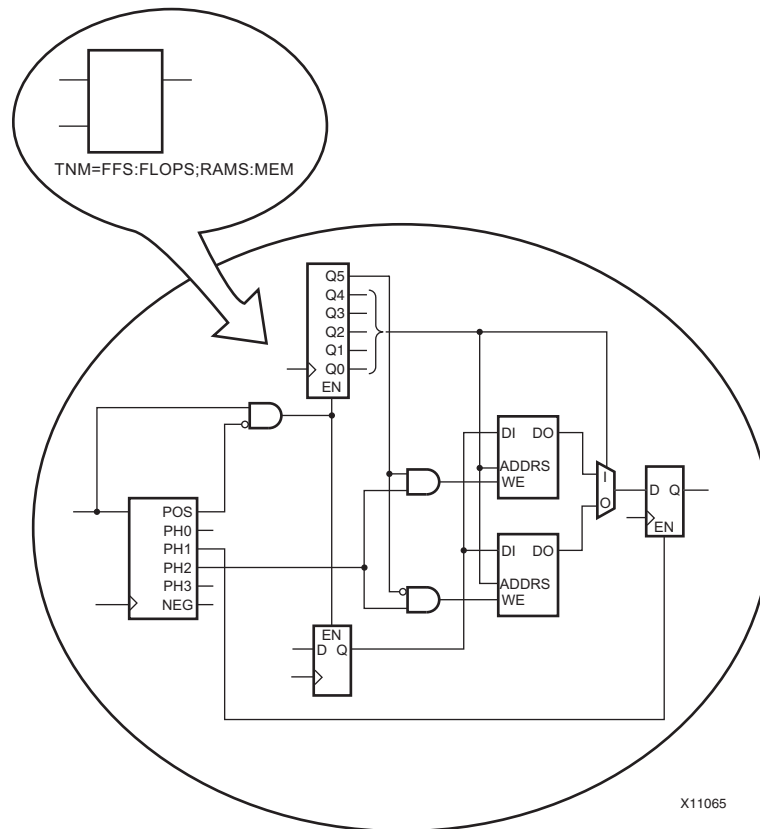 TNM=FFS:FLOPS;RAMS:MEM
Q5
Q4
Q3
Q2
Q1
Q0
EN
DI DO
ADDRS
WE
I
O
D Q
EN
POS
PH0
PH1
PH2
PH3
NEG
DI DO
ADDRS
WE
EN
D Q
X11065